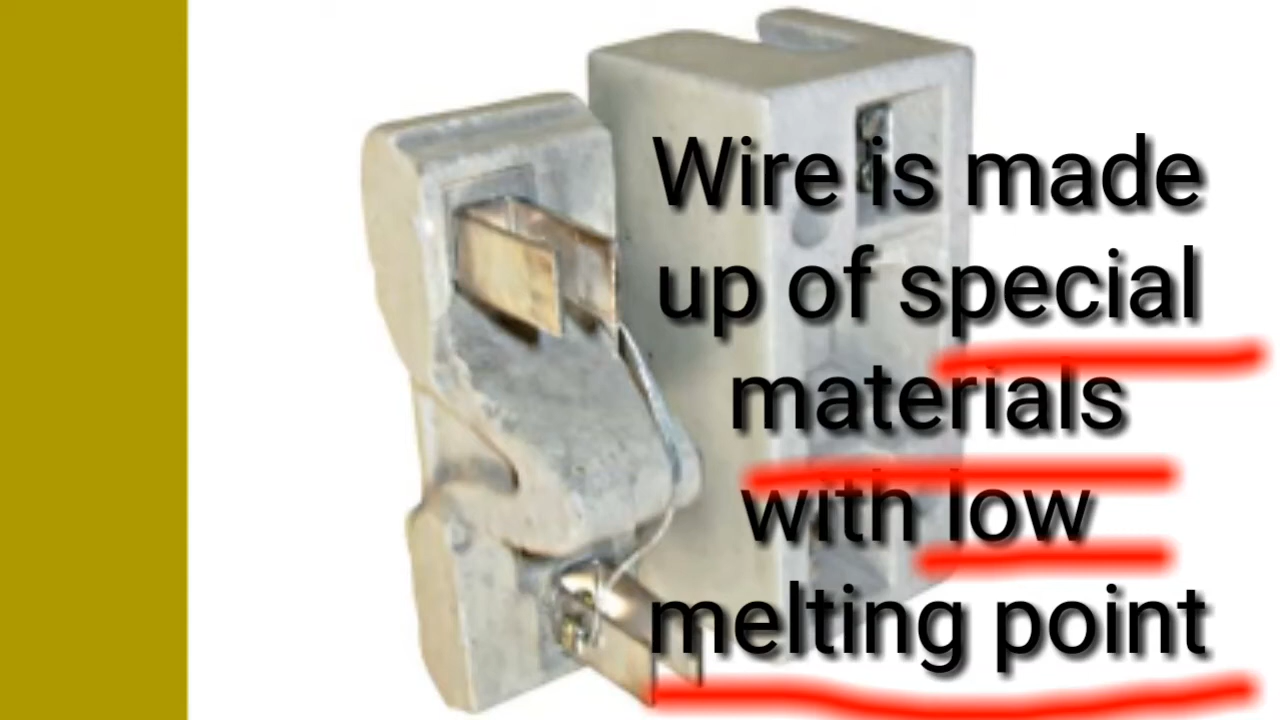 Wire is made
up of special
materials
with low
melting point